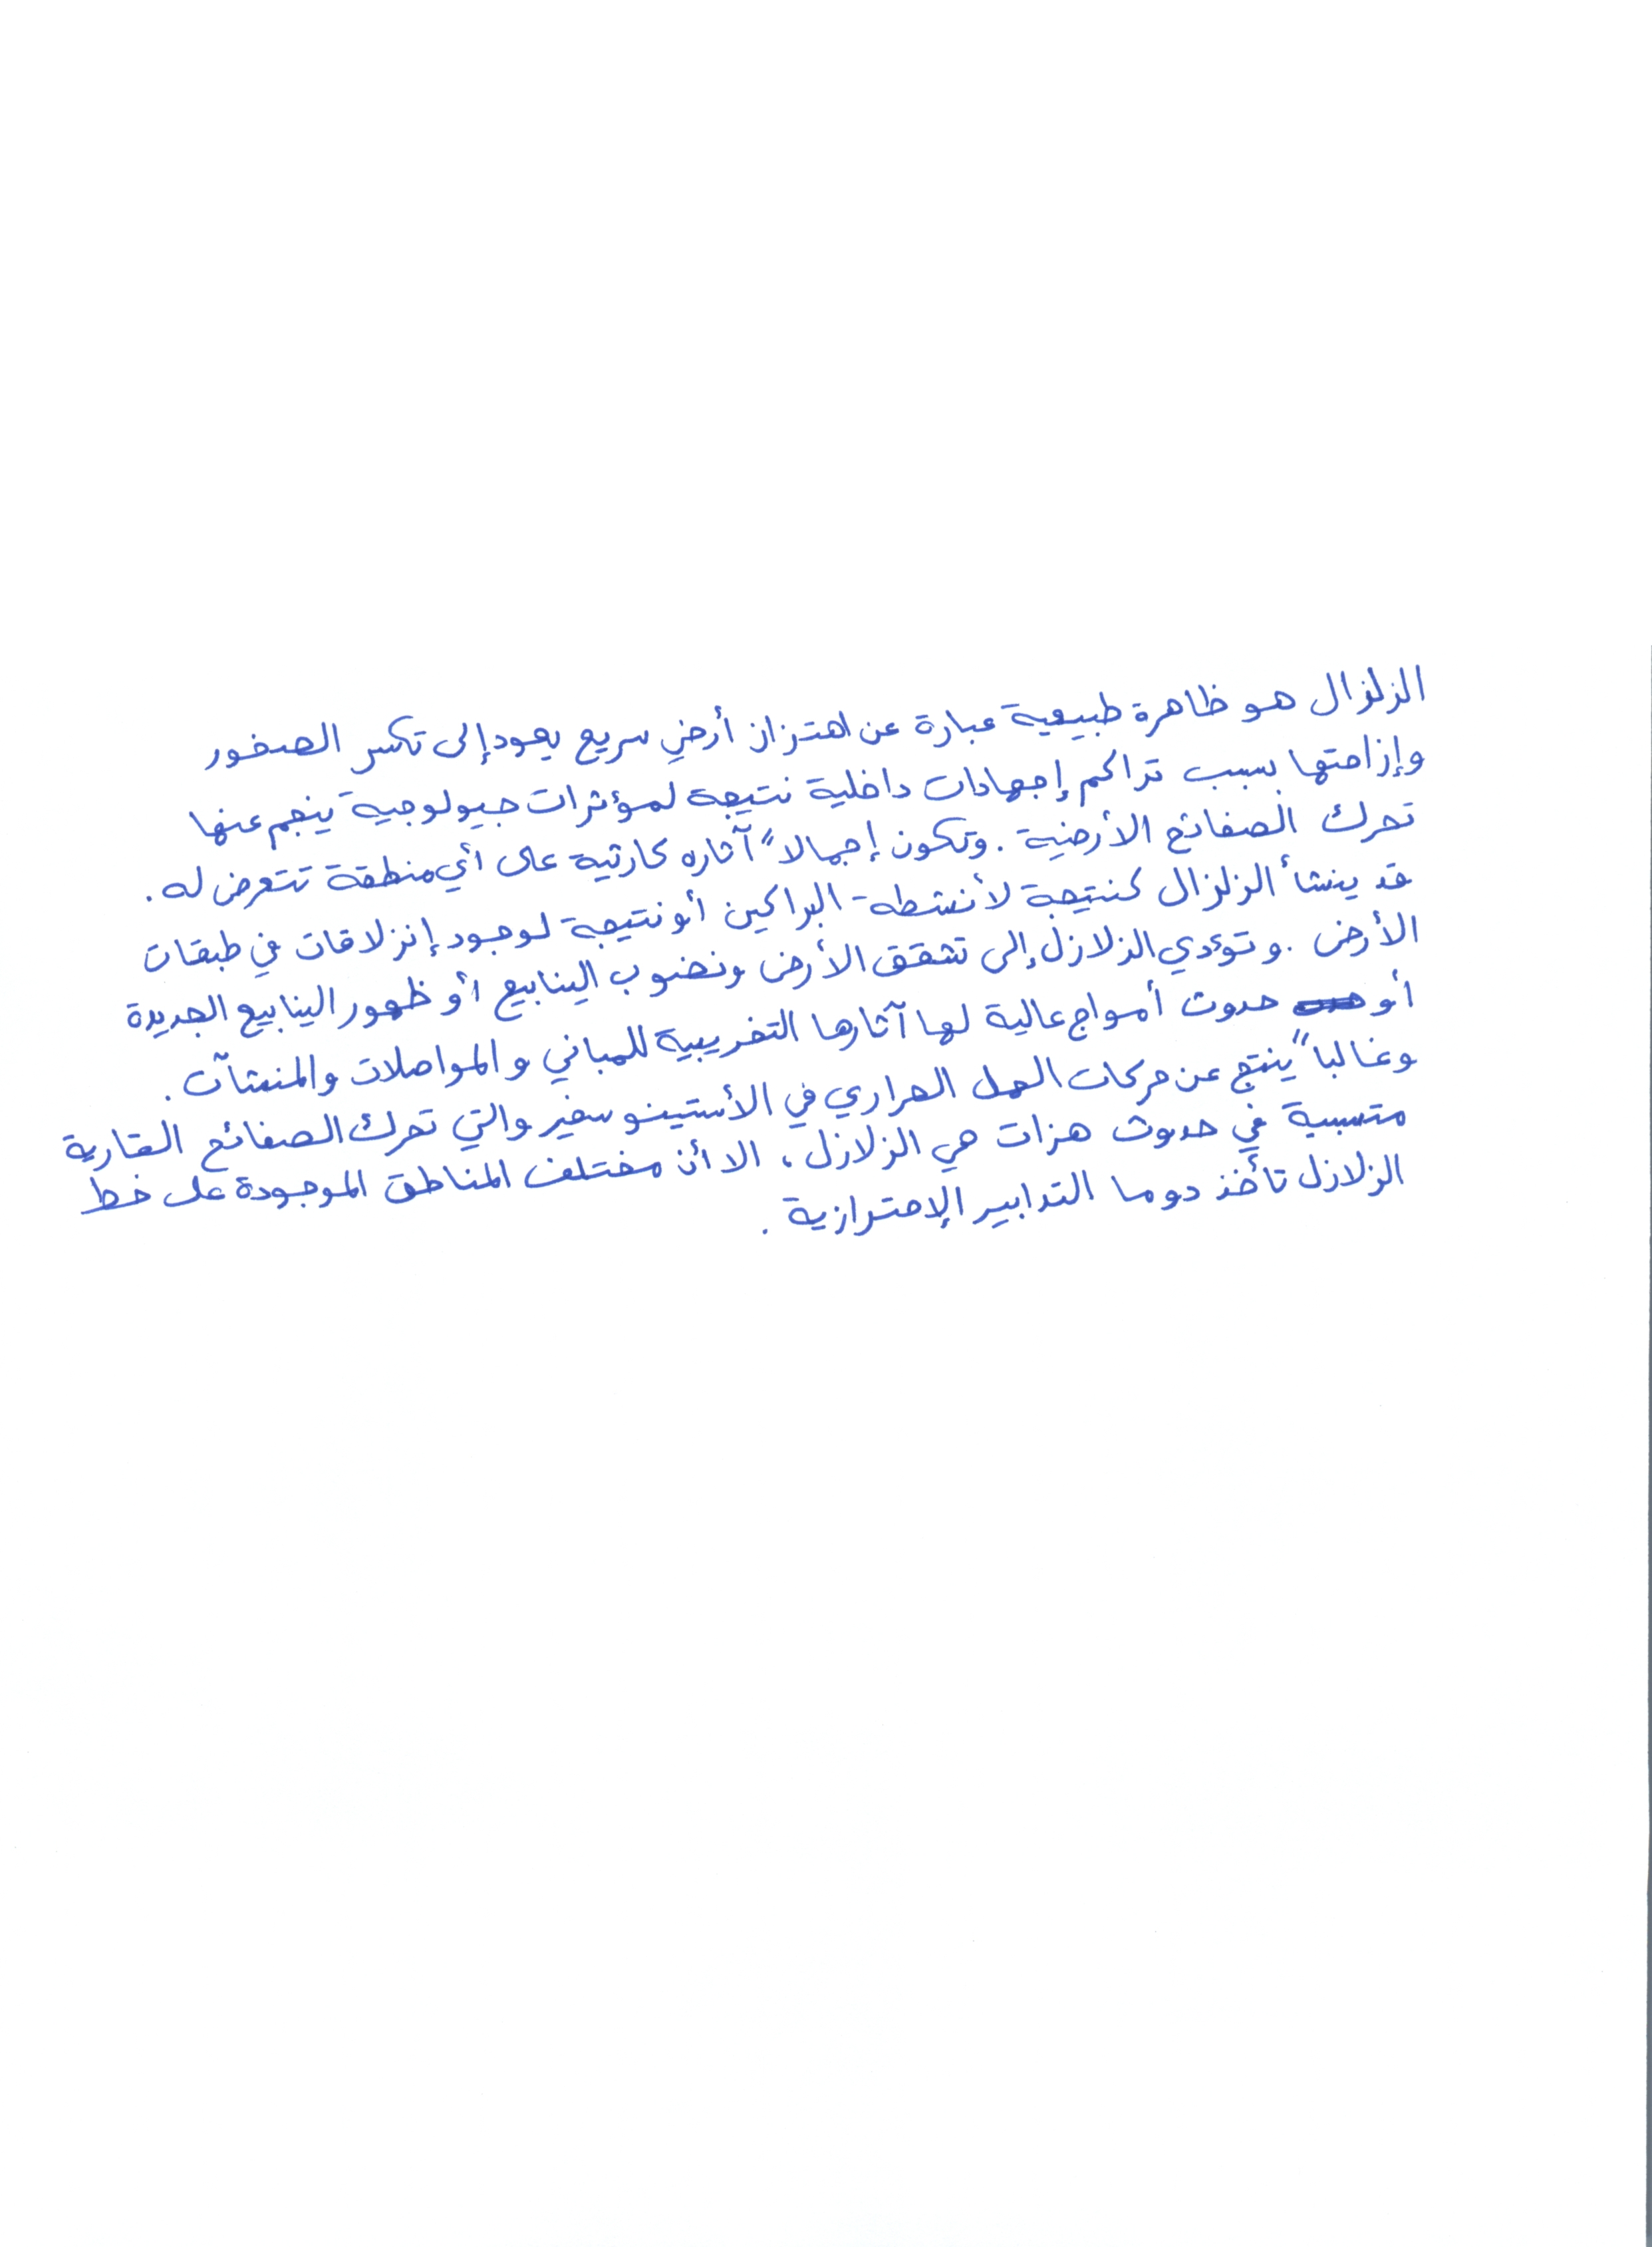 الزلزال هو ظاهرة طبيعية عبارة عن اهتزاز أرضي سريع يعود إلى تكسر الصخور
وإزاحتها بسبب تراكم إجهادات داخلية نتيجة لمؤثرات جيولوجية ينجم عنها
تحرك الصفائح الأرضية . وتكون إجمالاً آثاره كارثية على أي منطقة تتعرض له .
قد ينشأ الزلزال كنتيجة لأنشطة البراكين أو نتيجة لوجود إنزلاقات في طبقات
الأرض . وتؤدي الزلازل إلى تشقق الأرض ونضوب الينابيع أو ظهور الينابيع الجديدة
أو حدوث أمواج عالية لها آثارها التخريبية للمباني والمواصلات والمنشآت .
وغالباً ينتج عن حركات الحمل الحراري في الأستينوسفير والتي تحرك الصفائح القارية
متسببة في حدوث هزات هي الزلازل ، الا أن مختلف المناطق الموجودة على خط
الزلازل تأخذ دوما التدابير الإحترازية .